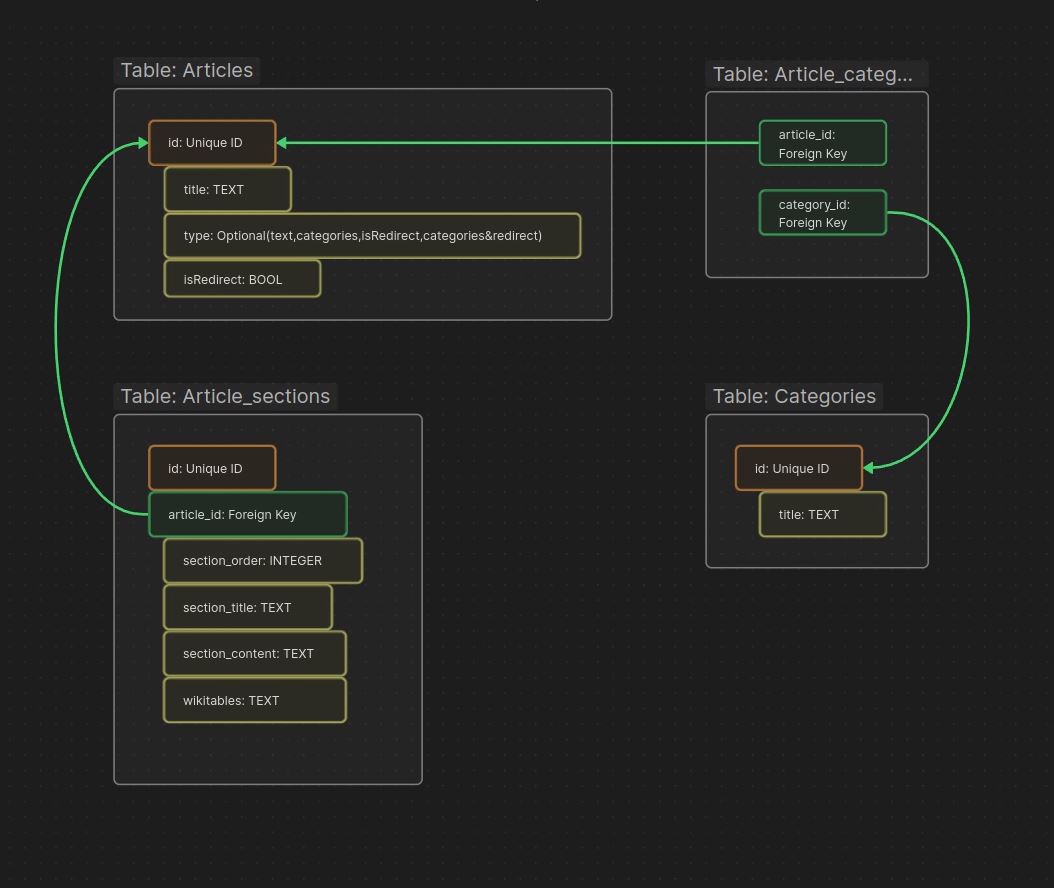 Table: Articles
id: Unique ID
title: TEXT
type: Optional(text,categories,isRedirect,categories&redirect)
isRedirect: BOOL
Table: Article_categ...
article_id:
Foreign Key
category_id:
Foreign Key
Table: Article_sections
id: Unique ID
article_id: Foreign Key
section_order: INTEGER
section_title: TEXT
section_content: TEXT
wikitables: TEXT
Table: Categories
id: Unique ID
title: TEXT